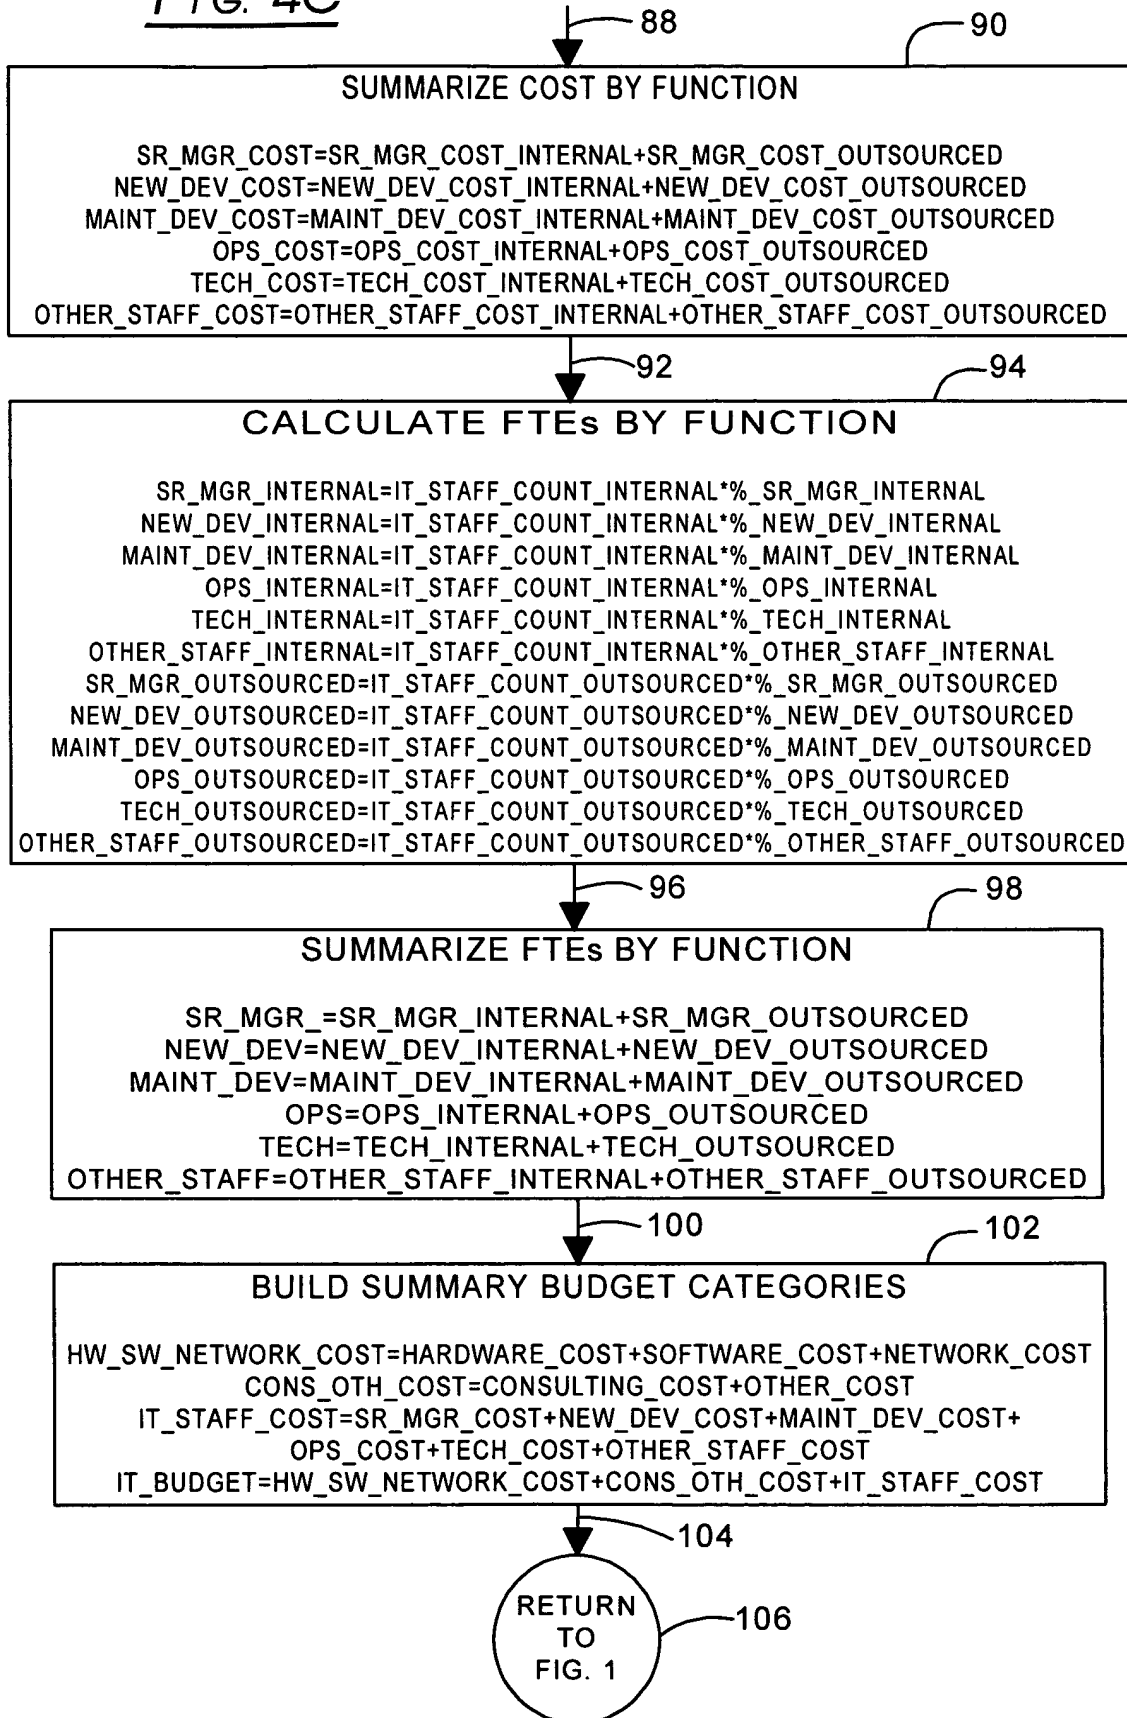 FIG. 4C
88
90
SUMMARIZE COST BY FUNCTION
SR_MGR_COST=SR_MGR_COST_INTERNAL+SR_MGR_COST_OUTSOURCED
NEW_DEV_COST=NEW_DEV_COST_INTERNAL+NEW_DEV_COST_OUTSOURCED
MAINT_DEV_COST=MAINT_DEV_COST_INTERNAL+MAINT_DEV_COST_OUTSOURCED
OPS_COST=OPS_COST_INTERNAL+OPS_COST_OUTSOURCED
TECH_COST=TECH_COST_INTERNAL+TECH_COST_OUTSOURCED
OTHER_STAFF_COST=OTHER_STAFF_COST_INTERNAL+OTHER_STAFF_COST_OUTSOURCED
92
94
CALCULATE FTEs BY FUNCTION
SR_MGR_INTERNAL=IT_STAFF_COUNT_INTERNAL*%_SR_MGR_INTERNAL
NEW_DEV_INTERNAL=IT_STAFF_COUNT_INTERNAL*%_NEW_DEV_INTERNAL
MAINT_DEV_INTERNAL=IT_STAFF_COUNT_INTERNAL*%_MAINT_DEV_INTERNAL
OPS_INTERNAL=IT_STAFF_COUNT_INTERNAL*%_OPS_INTERNAL
TECH_INTERNAL=IT_STAFF_COUNT_INTERNAL*%_TECH_INTERNAL
OTHER_STAFF_INTERNAL=IT_STAFF_COUNT_INTERNAL*%_OTHER_STAFF_INTERNAL
SR_MGR_OUTSOURCED=IT_STAFF_COUNT_OUTSOURCED*%_SR_MGR_OUTSOURCED
NEW_DEV_OUTSOURCED=IT_STAFF_COUNT_OUTSOURCED*%_NEW_DEV_OUTSOURCED
MAINT_DEV_OUTSOURCED=IT_STAFF_COUNT_OUTSOURCED*%_MAINT_DEV_OUTSOURCED
OPS_OUTSOURCED=IT_STAFF_COUNT_OUTSOURCED*%_OPS_OUTSOURCED
TECH_OUTSOURCED=IT_STAFF_COUNT_OUTSOURCED*%_TECH_OUTSOURCED
OTHER_STAFF_OUTSOURCED=IT_STAFF_COUNT_OUTSOURCED*%_OTHER_STAFF_OUTSOURCED
96
98
SUMMARIZE FTEs BY FUNCTION
SR_MGR_=SR_MGR_INTERNAL+SR_MGR_OUTSOURCED
NEW_DEV=NEW_DEV_INTERNAL+NEW_DEV_OUTSOURCED
MAINT_DEV=MAINT_DEV_INTERNAL+MAINT_DEV_OUTSOURCED
OPS=OPS_INTERNAL+OPS_OUTSOURCED
TECH=TECH_INTERNAL+TECH_OUTSOURCED
OTHER_STAFF=OTHER_STAFF_INTERNAL+OTHER_STAFF_OUTSOURCED
100
102
BUILD SUMMARY BUDGET CATEGORIES
HW_SW_NETWORK_COST=HARDWARE_COST+SOFTWARE_COST+NETWORK_COST
CONS_OTH_COST=CONSULTING_COST+OTHER_COST
IT_STAFF_COST=SR_MGR_COST+NEW_DEV_COST+MAINT_DEV_COST+
OPS_COST+TECH_COST+OTHER_STAFF_COST
IT_BUDGET=HW_SW_NETWORK_COST+CONS_OTH_COST+IT_STAFF_COST
104
RETURN
TO
FIG. 1
106